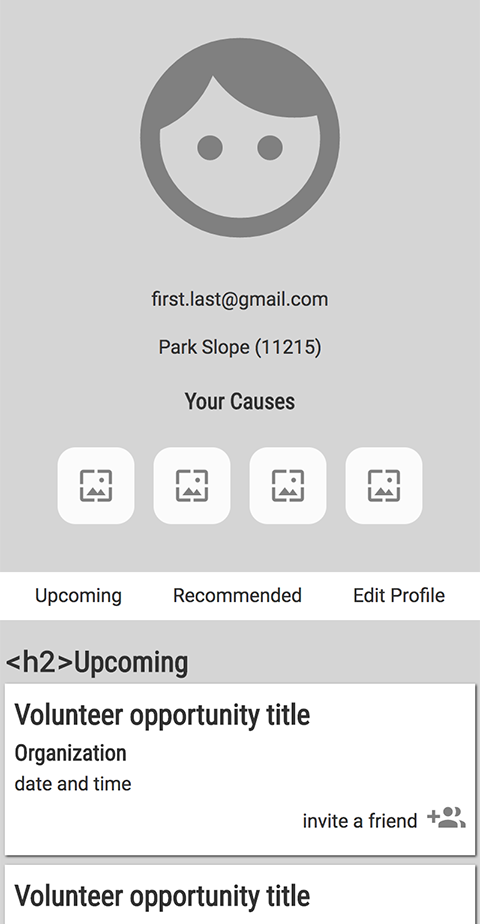 first.last@gmail.com
Park Slope (11215)
Your Causes
Upcoming Recommended Edit Profile
<h2>Upcoming
Volunteer opportunity title
Organization
date and time
invite a friend
Volunteer opportunity title